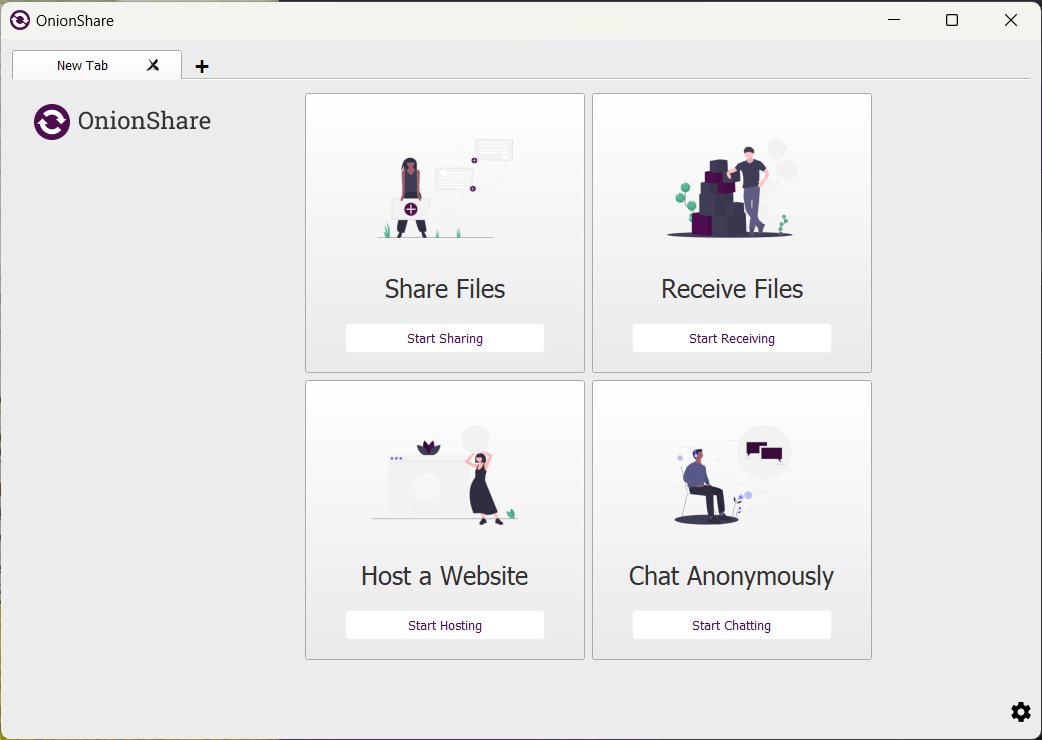 OnionShare
New Tab
OnionShare
Share Files
Start Sharing
Receive Files
Start Receiving
Host a Website
Start Hosting
Chat Anonymously
Start Chatting